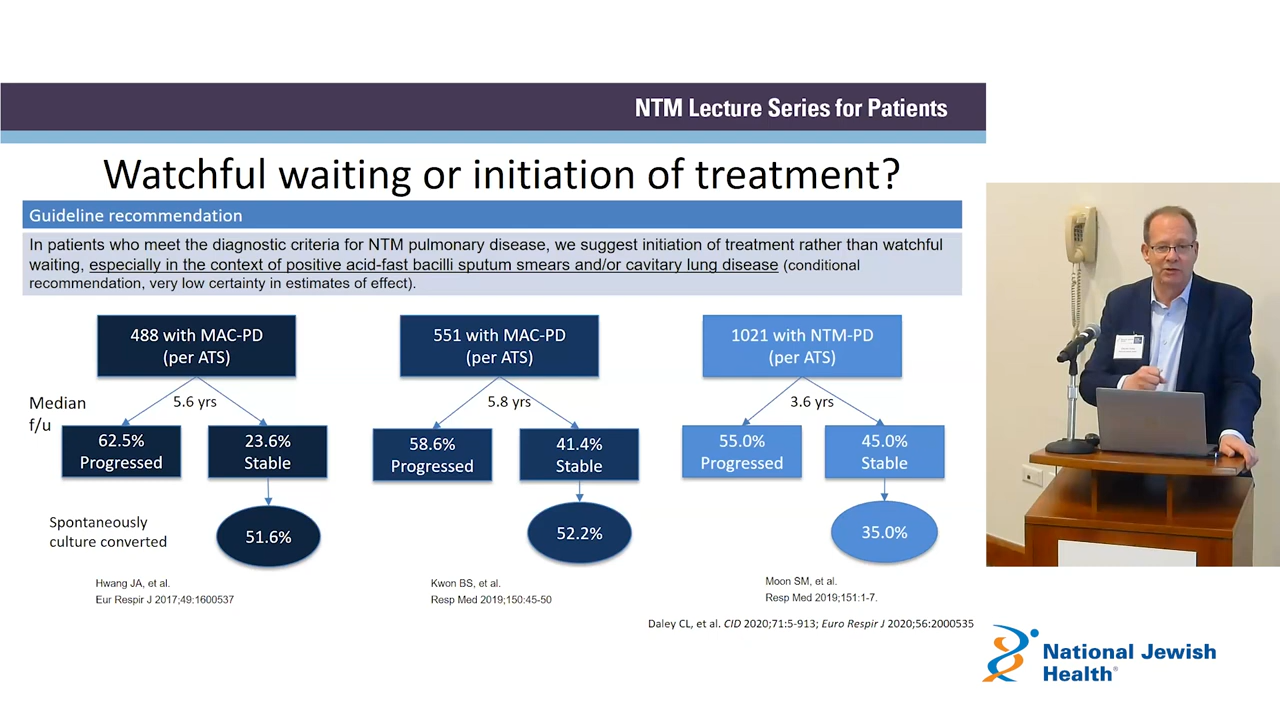 NTM Lecture Series for Patients
Watchful waiting or initiation of treatment?
Guideline recommendation
In patients who meet the diagnostic criteria for NTM pulmonary disease, we suggest initiation of treatment rather than watchful
waiting, especially in the context of positive acid-fast bacilli sputum smears and/or cavitary lung disease (conditional
recommendation, very low certainty in estimates of effect).
488 with MAC-PD
(per ATS)
551 with MAC-PD
(per ATS)
1021 with NTM-PD
(per ATS)
Median
f/u
5.6 yrs
5.8 yrs
3.6 yrs
62.5%
Progressed
23.6%
Stable
58.6%
Progressed
41.4%
Stable
55.0%
Progressed
45.0%
Stable
Spontaneously
culture converted
51.6%
52.2%
35.0%
Hwang JA, et al.
Eur Respir J 2017;49:1600537
Kwon BS, et al.
Resp Med 2019;150:45-50
Moon SM, et al.
Resp Med 2019;151:1-7.
Daley CL, et al. CID 2020;71:5-913; Euro Respir J 2020;56:2000535
National Jewish
Health®